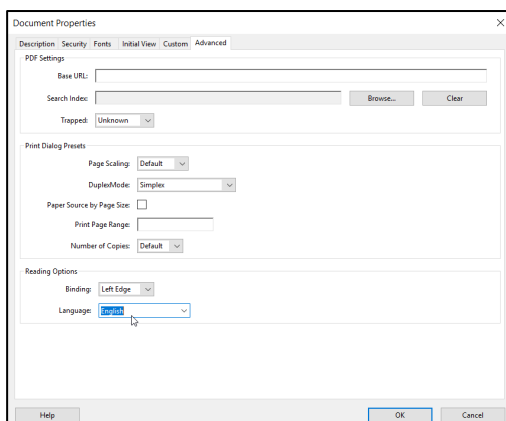 Document Properties
Description Security Fonts Initial View Custom Advanced
PDF Settings
Base URL:
Search Index: Browse... Clear
Trapped: Unknown
Print Dialog Presets
Page Scaling: Default
DuplexMode: Simplex
Paper Source by Page Size:
Print Page Range:
Number of Copies: Default
Reading Options
Binding: Left Edge
Language: English
Help OK Cancel